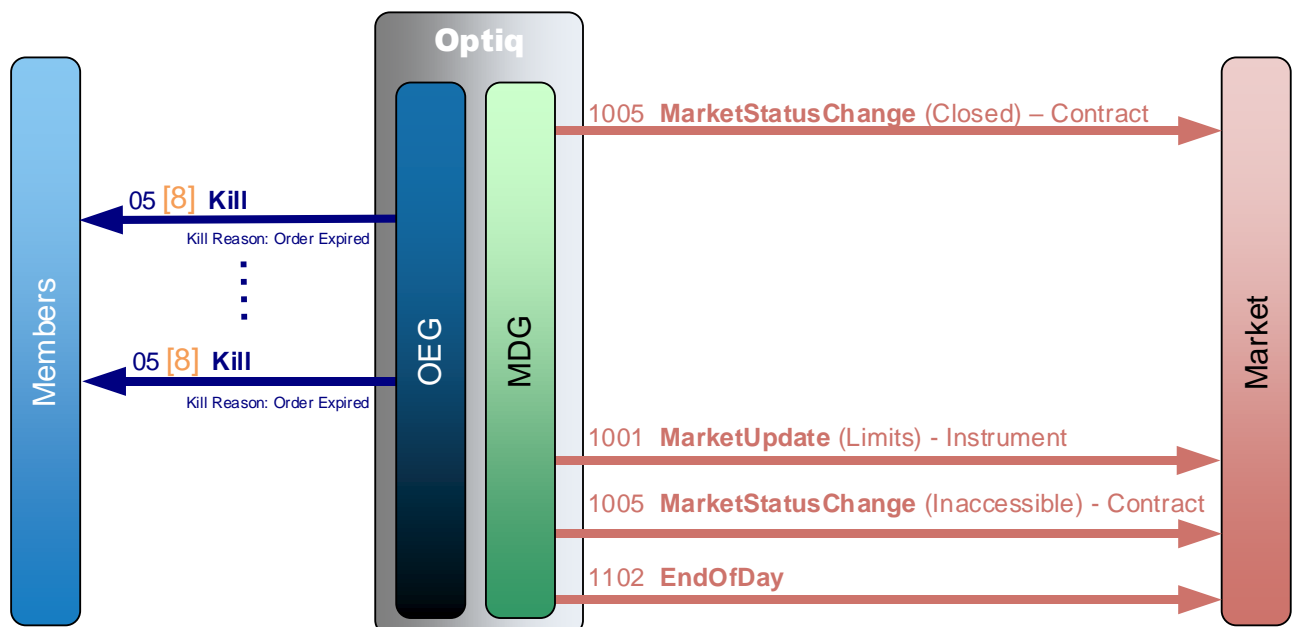 Optiq
1005 MarketStatusChange (Closed) – Contract
05 [8] Kill
Kill Reason: Order Expired
05 [8] Kill
Kill Reason: Order Expired
Members
OEG
MDG
Market
1001 MarketUpdate (Limits) - Instrument
1005 MarketStatusChange (Inaccessible) - Contract
1102 EndOfDay